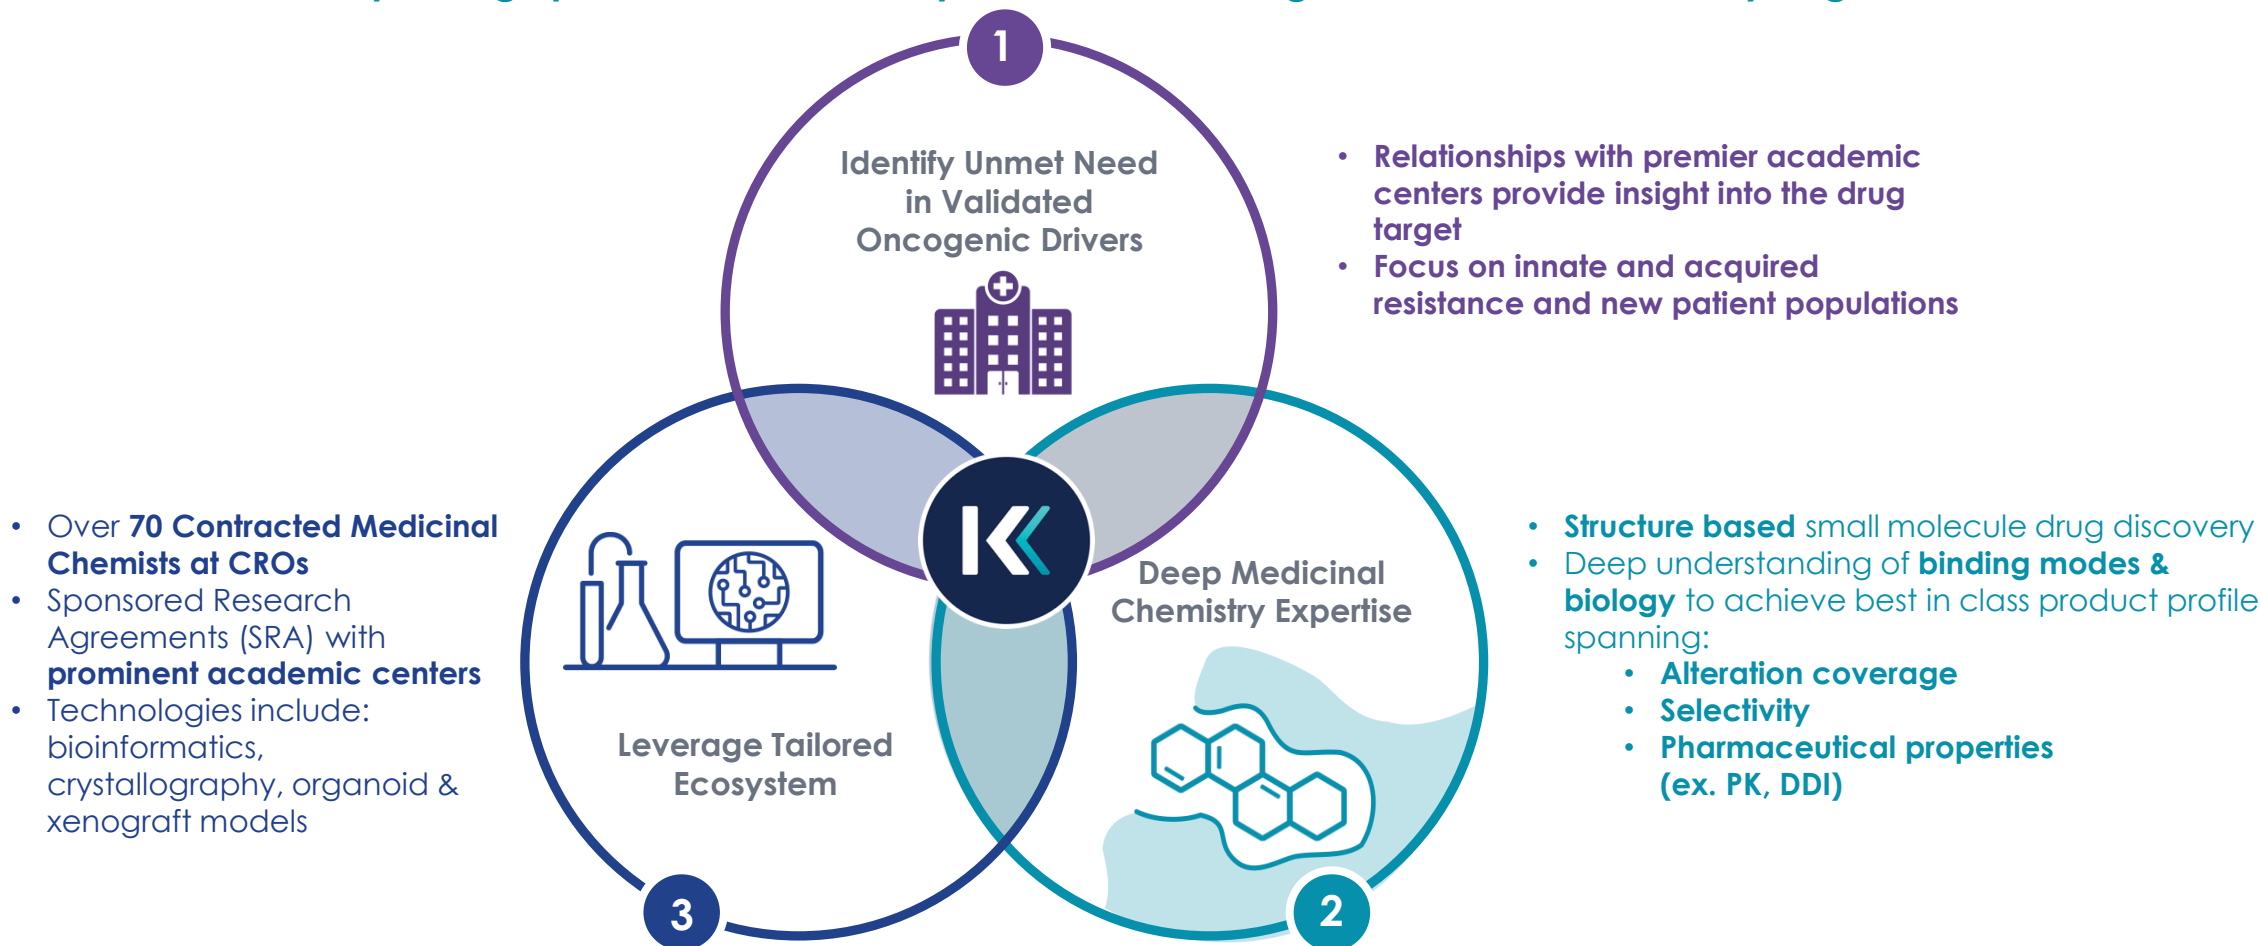 1
Identify Unmet Need
in Validated
Oncogenic Drivers
• Relationships with premier academic
centers provide insight into the drug
target
• Focus on innate and acquired
resistance and new patient populations
• Over 70 Contracted Medicinal
Chemists at CROs
• Sponsored Research
Agreements (SRA) with
prominent academic centers
• Technologies include:
bioinformatics,
crystallography, organoid &
xenograft models
Leverage Tailored
Ecosystem
3
K
Deep Medicinal
Chemistry Expertise
2
• Structure based small molecule drug discovery
• Deep understanding of binding modes &
biology to achieve best in class product profile
spanning:
• Alteration coverage
• Selectivity
• Pharmaceutical properties
(ex. PK, DDI)